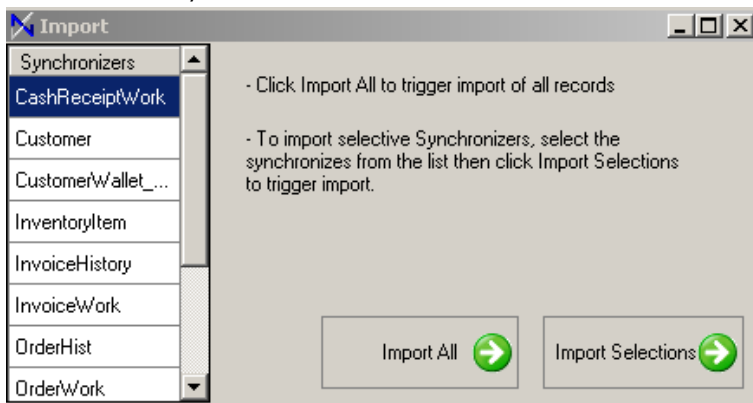 Import
Synchronizers
CashReceiptWork
Customer
CustomerWallet_...
InventoryItem
InvoiceHistory
InvoiceWork
OrderHist
OrderWork
- Click Import All to trigger import of all records
- To import selective Synchronizers, select the
synchronizes from the list then click Import Selections
to trigger import.
Import All
Import Selections